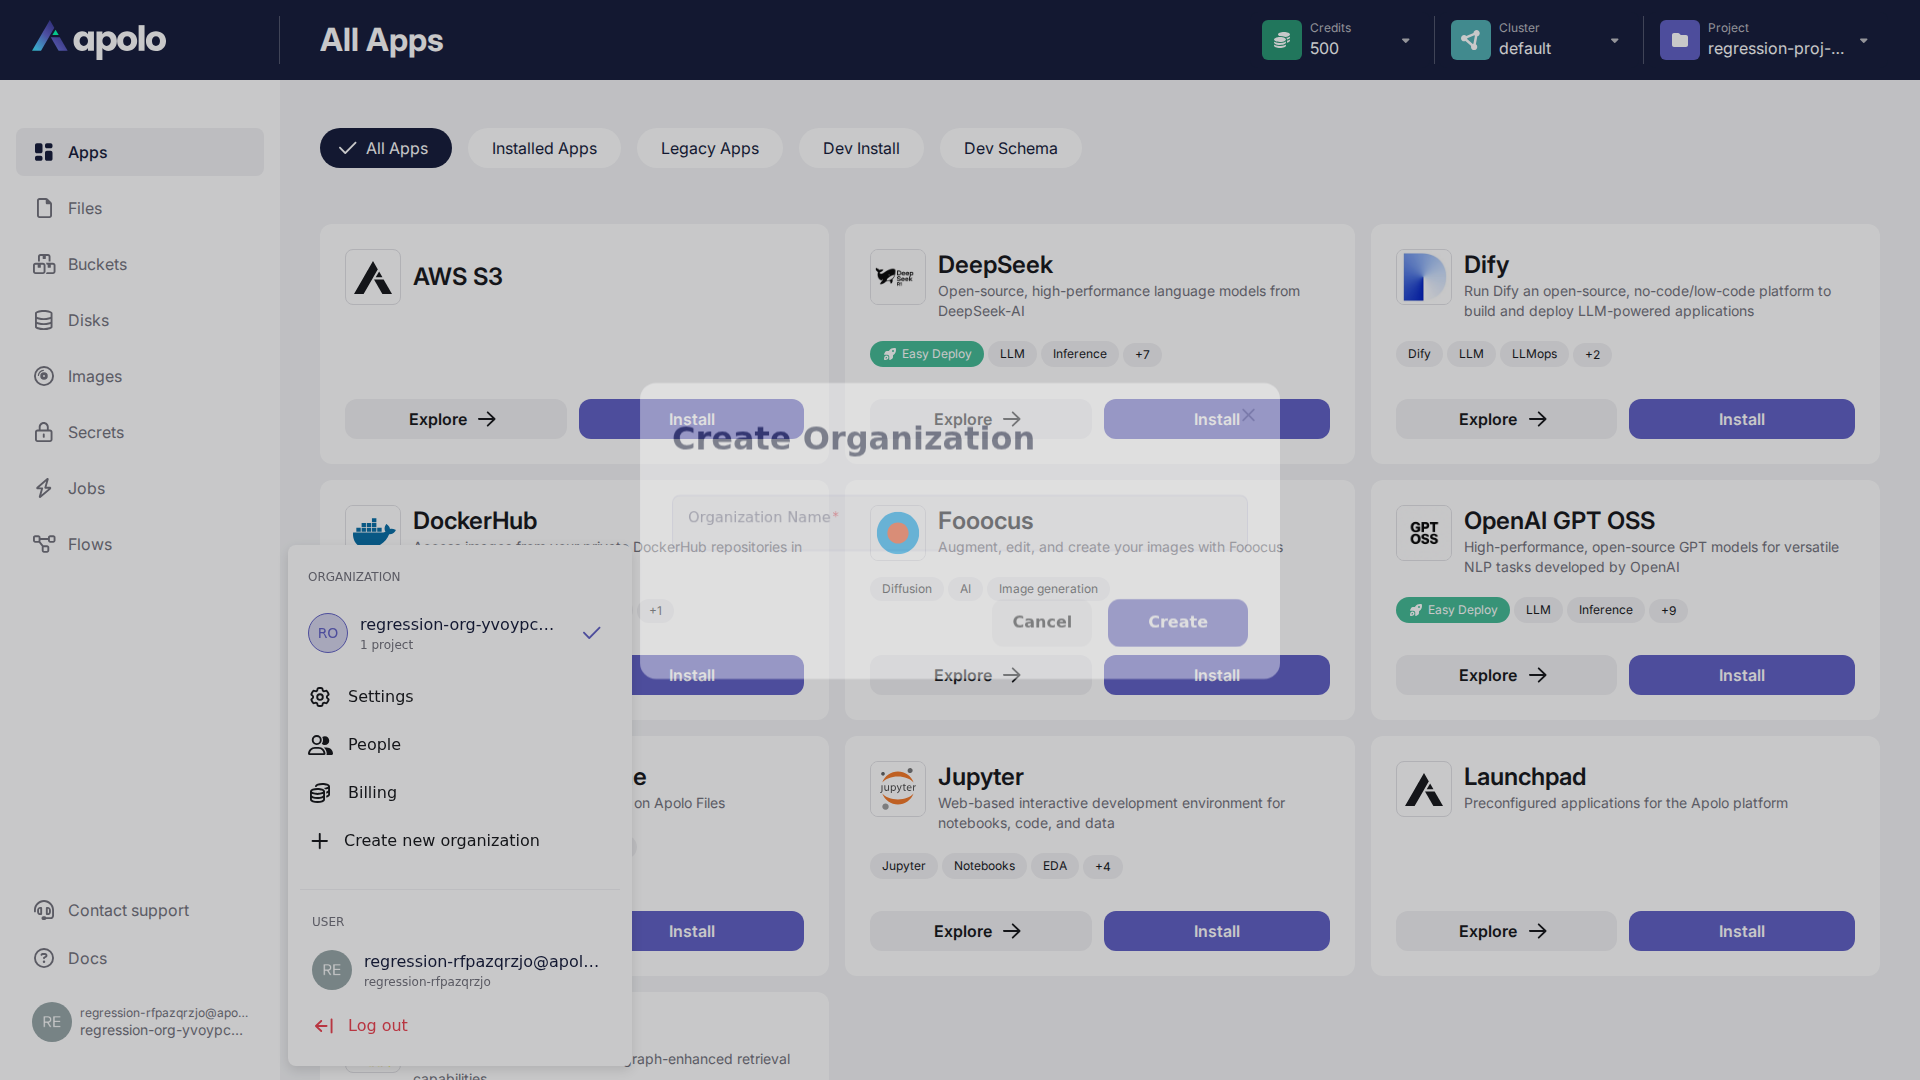 apolo
All Apps
Credits
500
Cluster
default
Project
regression-proj-...
Apps
Files
Buckets
Disks
Images
Secrets
Jobs
Flows
Contact support
Docs
RE
regression-rfpazqrzjo@apo...
regression-org-yvoypc...
All Apps
Installed Apps
Legacy Apps
Dev Install
Dev Schema
AWS S3
Explore
Install
DeepSeek
Open-source, high-performance language models from
DeepSeek-AI
Easy Deploy
LLM
Inference
+7
Explore
Install
Dify
Run Dify an open-source, no-code/low-code platform to
build and deploy LLM-powered applications
Dify
LLM
LLMops
+2
Explore
Install
Create Organization
Organization Name*
Cancel
Create
DockerHub
Access images from your private DockerHub repositories in
+1
Install
Fooocus
Augment, edit, and create your images with Fooocus
Diffusion
AI
Image generation
Explore
Install
GPT
OSS
OpenAI GPT OSS
High-performance, open-source GPT models for versatile
NLP tasks developed by OpenAI
Easy Deploy
LLM
Inference
+9
Explore
Install
ORGANIZATION
RO
regression-org-yvoypc...
1 project
Settings
People
Billing
Create new organization
USER
RE
regression-rfpazqrzjo@apol...
regression-rfpazqrzjo
Log out
e
on Apolo Files
Install
jupyter
Jupyter
Web-based interactive development environment for
notebooks, code, and data
Jupyter
Notebooks
EDA
+4
Explore
Install
Launchpad
Preconfigured applications for the Apolo platform
Explore
Install
raph-enhanced retrieval
capabilities